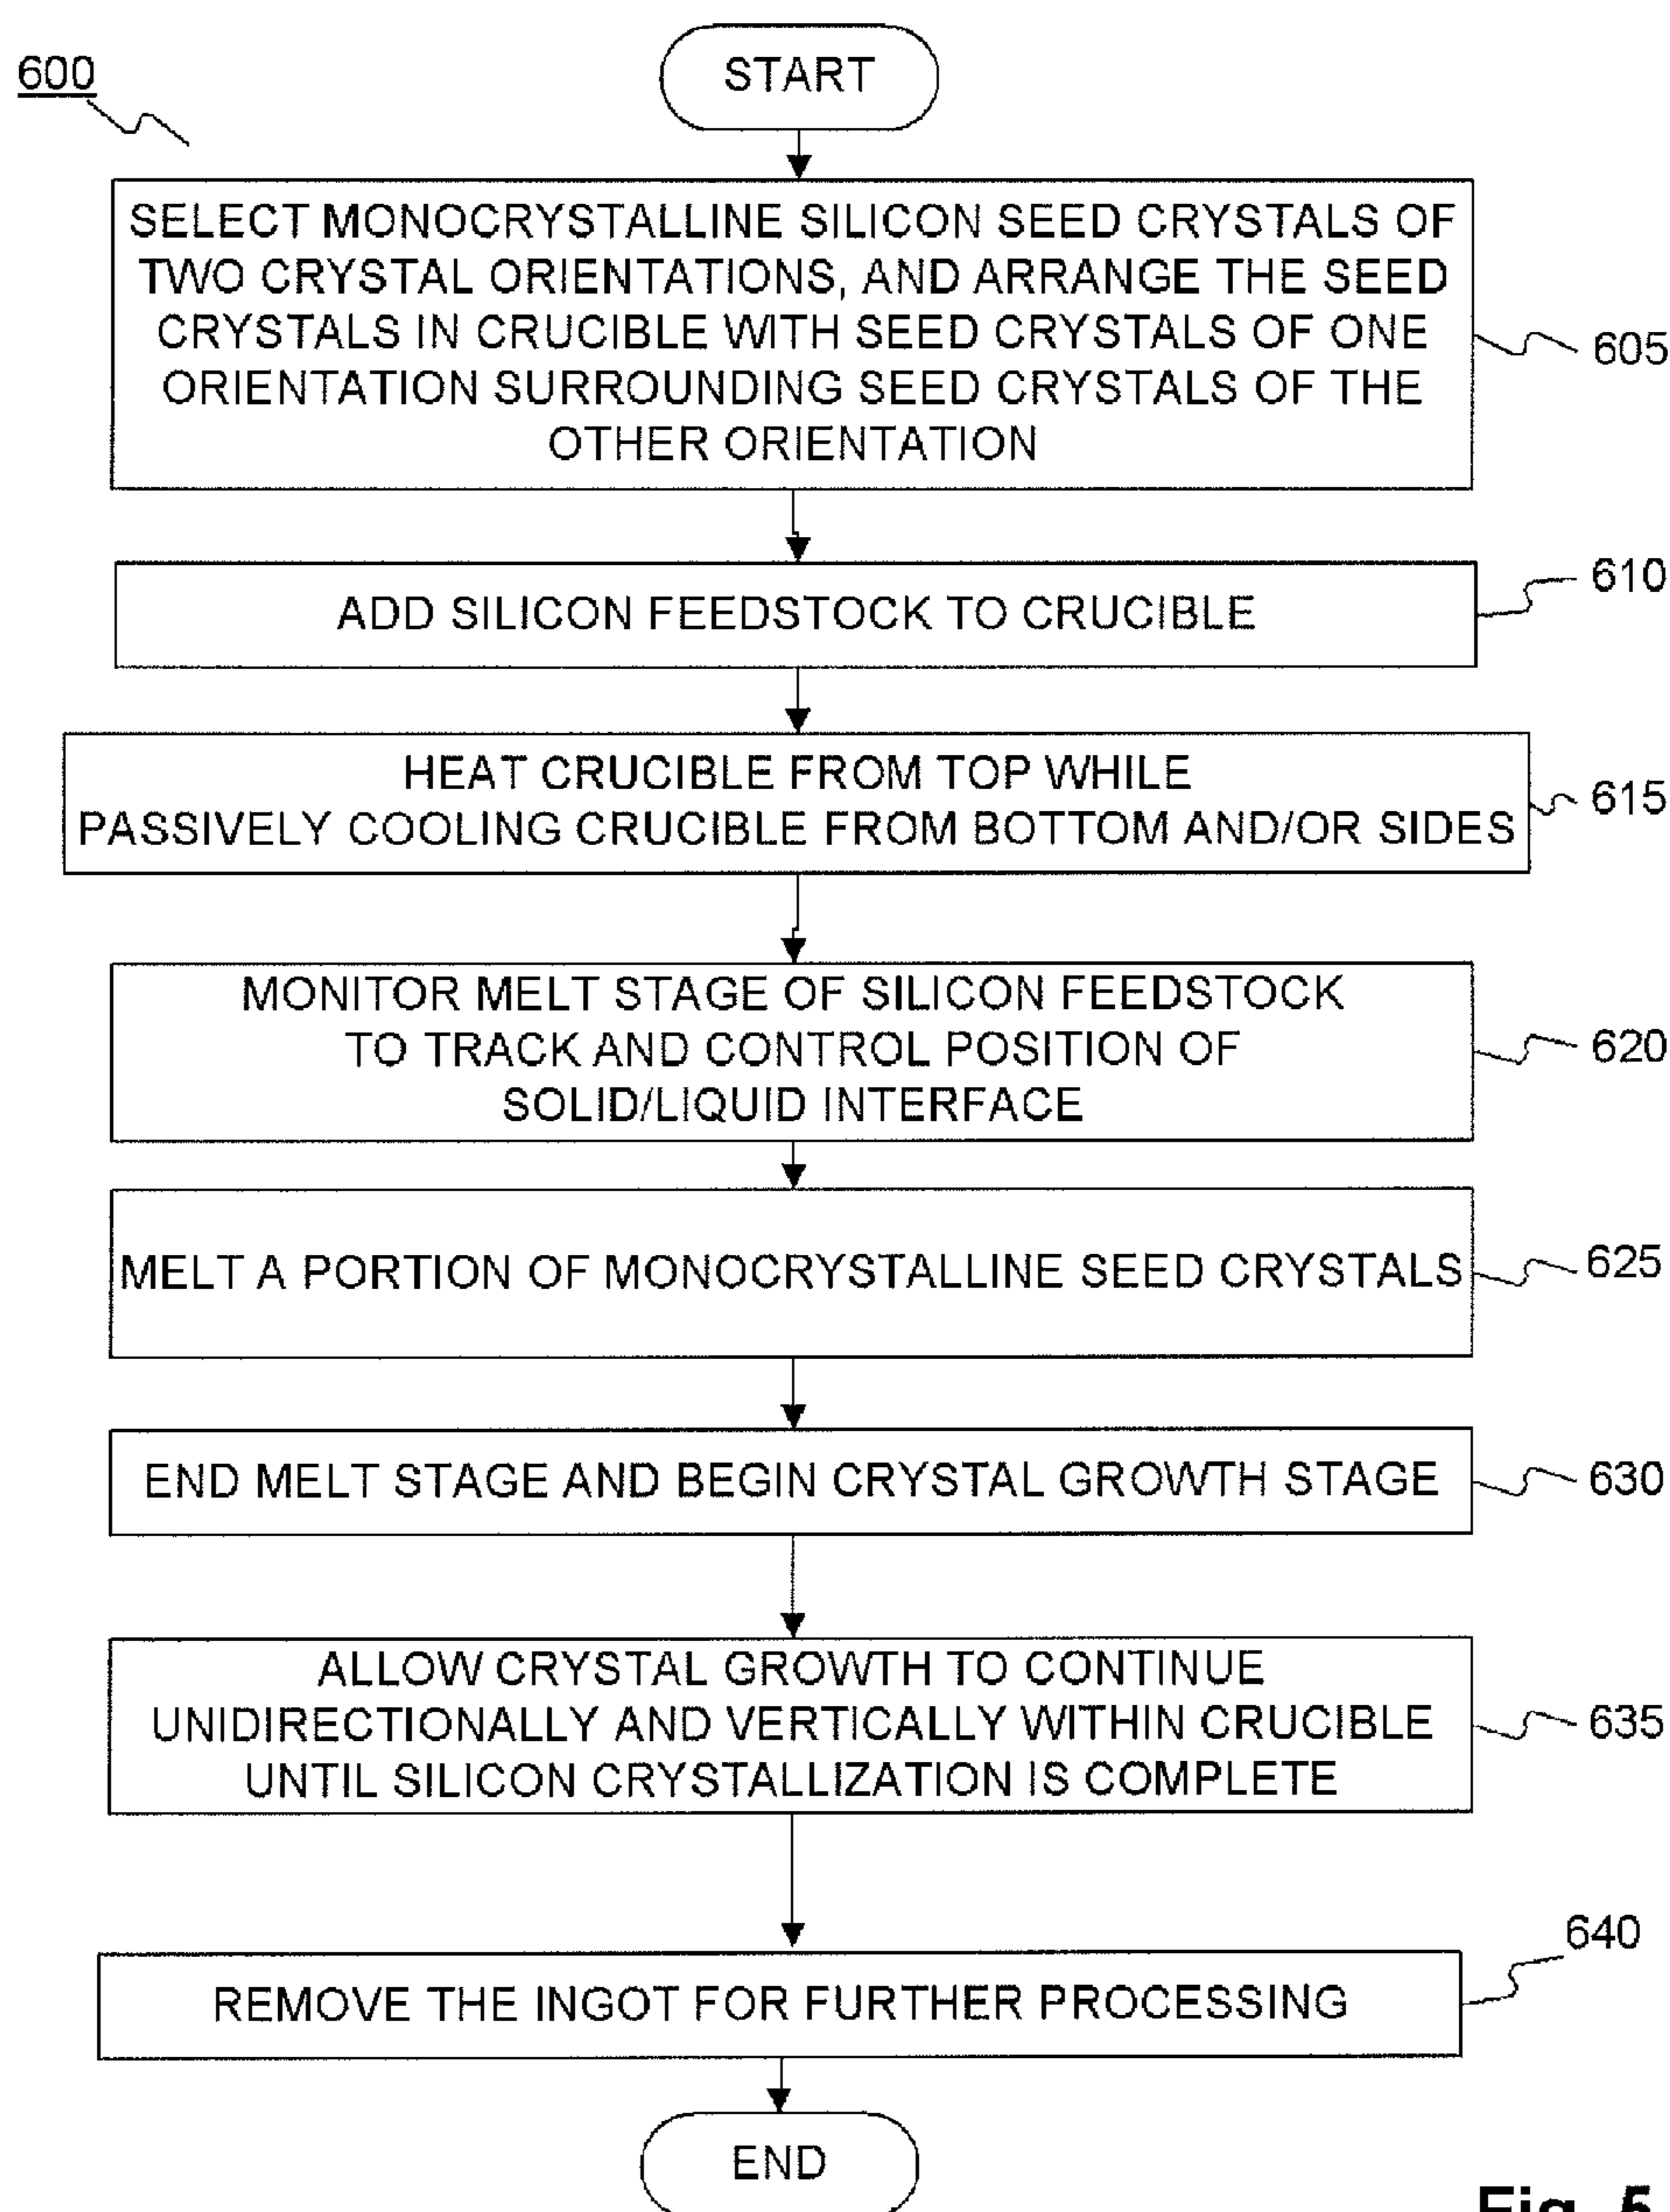 600
START
SELECT MONOCRYSTALLINE SILICON SEED CRYSTALS OF
TWO CRYSTAL ORIENTATIONS, AND ARRANGE THE SEED
CRYSTALS IN CRUCIBLE WITH SEED CRYSTALS OF ONE
ORIENTATION SURROUNDING SEED CRYSTALS OF THE
OTHER ORIENTATION
605
ADD SILICON FEEDSTOCK TO CRUCIBLE
610
HEAT CRUCIBLE FROM TOP WHILE
PASSIVELY COOLING CRUCIBLE FROM BOTTOM AND/OR SIDES
615
MONITOR MELT STAGE OF SILICON FEEDSTOCK
TO TRACK AND CONTROL POSITION OF
SOLID/LIQUID INTERFACE
620
MELT A PORTION OF MONOCRYSTALLINE SEED CRYSTALS
625
END MELT STAGE AND BEGIN CRYSTAL GROWTH STAGE
630
ALLOW CRYSTAL GROWTH TO CONTINUE
UNIDIRECTIONALLY AND VERTICALLY WITHIN CRUCIBLE
UNTIL SILICON CRYSTALLIZATION IS COMPLETE
635
REMOVE THE INGOT FOR FURTHER PROCESSING
640
END
Fig. 5